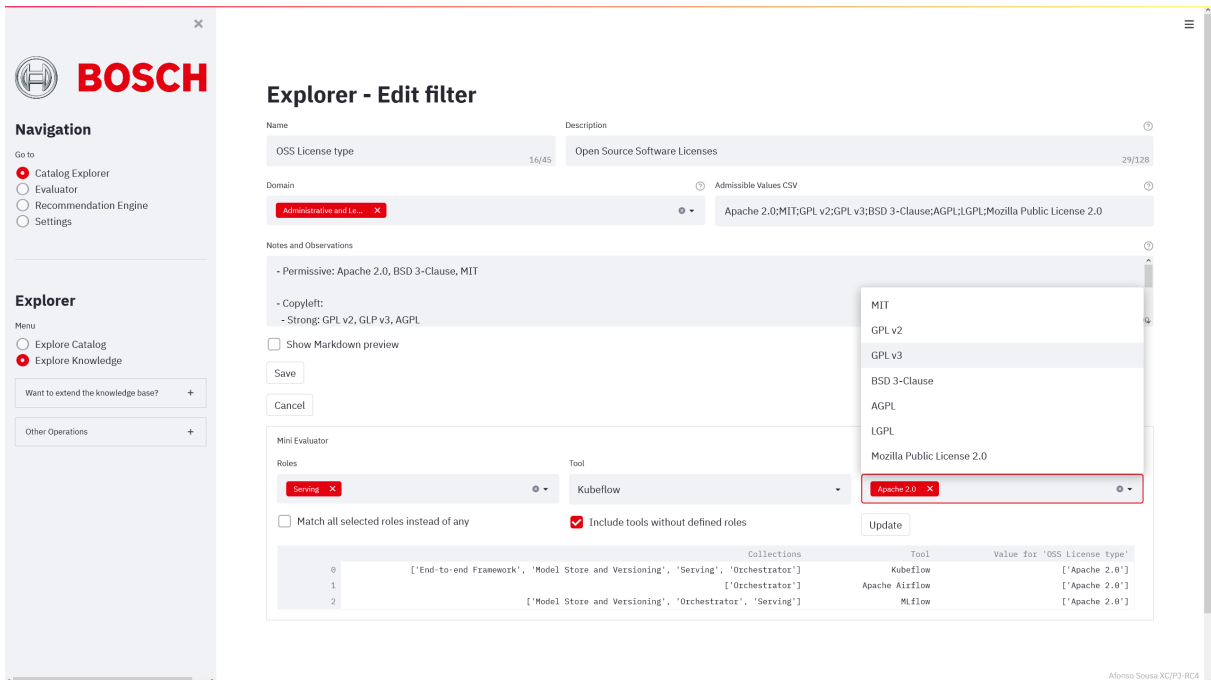 BOSCH
Navigation
Go to
Catalog Explorer
Evaluator
Recommendation Engine
Settings
Explorer
Menu
Explore Catalog
Explore Knowledge
Want to extend the knowledge base? +
Other Operations +
Explorer - Edit filter
Name
OSS License type
16/45
Description
Open Source Software Licenses
29/128
Domain
Administrative and Le...
Admissible Values CSV
Apache 2.0;MIT;GPL v2;GPL v3;BSD 3-Clause;AGPL;LGPL;Mozilla Public License 2.0
Notes and Observations
- Permissive: Apache 2.0, BSD 3-Clause, MIT
- Copyleft:
- Strong: GPL v2, GLP v3, AGPL
Show Markdown preview
Save
Cancel
MIT
GPL v2
GPL v3
BSD 3-Clause
AGPL
LGPL
Mozilla Public License 2.0
Mini Evaluator
Roles
Serving
Tool
Kubeflow
Apache 2.0
Match all selected roles instead of any
Include tools without defined roles
Update
Collections Tool Value for 'OSS License type'
0 ['End-to-end Framework', 'Model Store and Versioning', 'Serving', 'Orchestrator'] Kubeflow ['Apache 2.0']
1 ['Orchestrator'] Apache Airflow ['Apache 2.0']
2 ['Model Store and Versioning', 'Orchestrator', 'Serving'] MLflow ['Apache 2.0']
Afonso Sousa XC/PJ-RC4